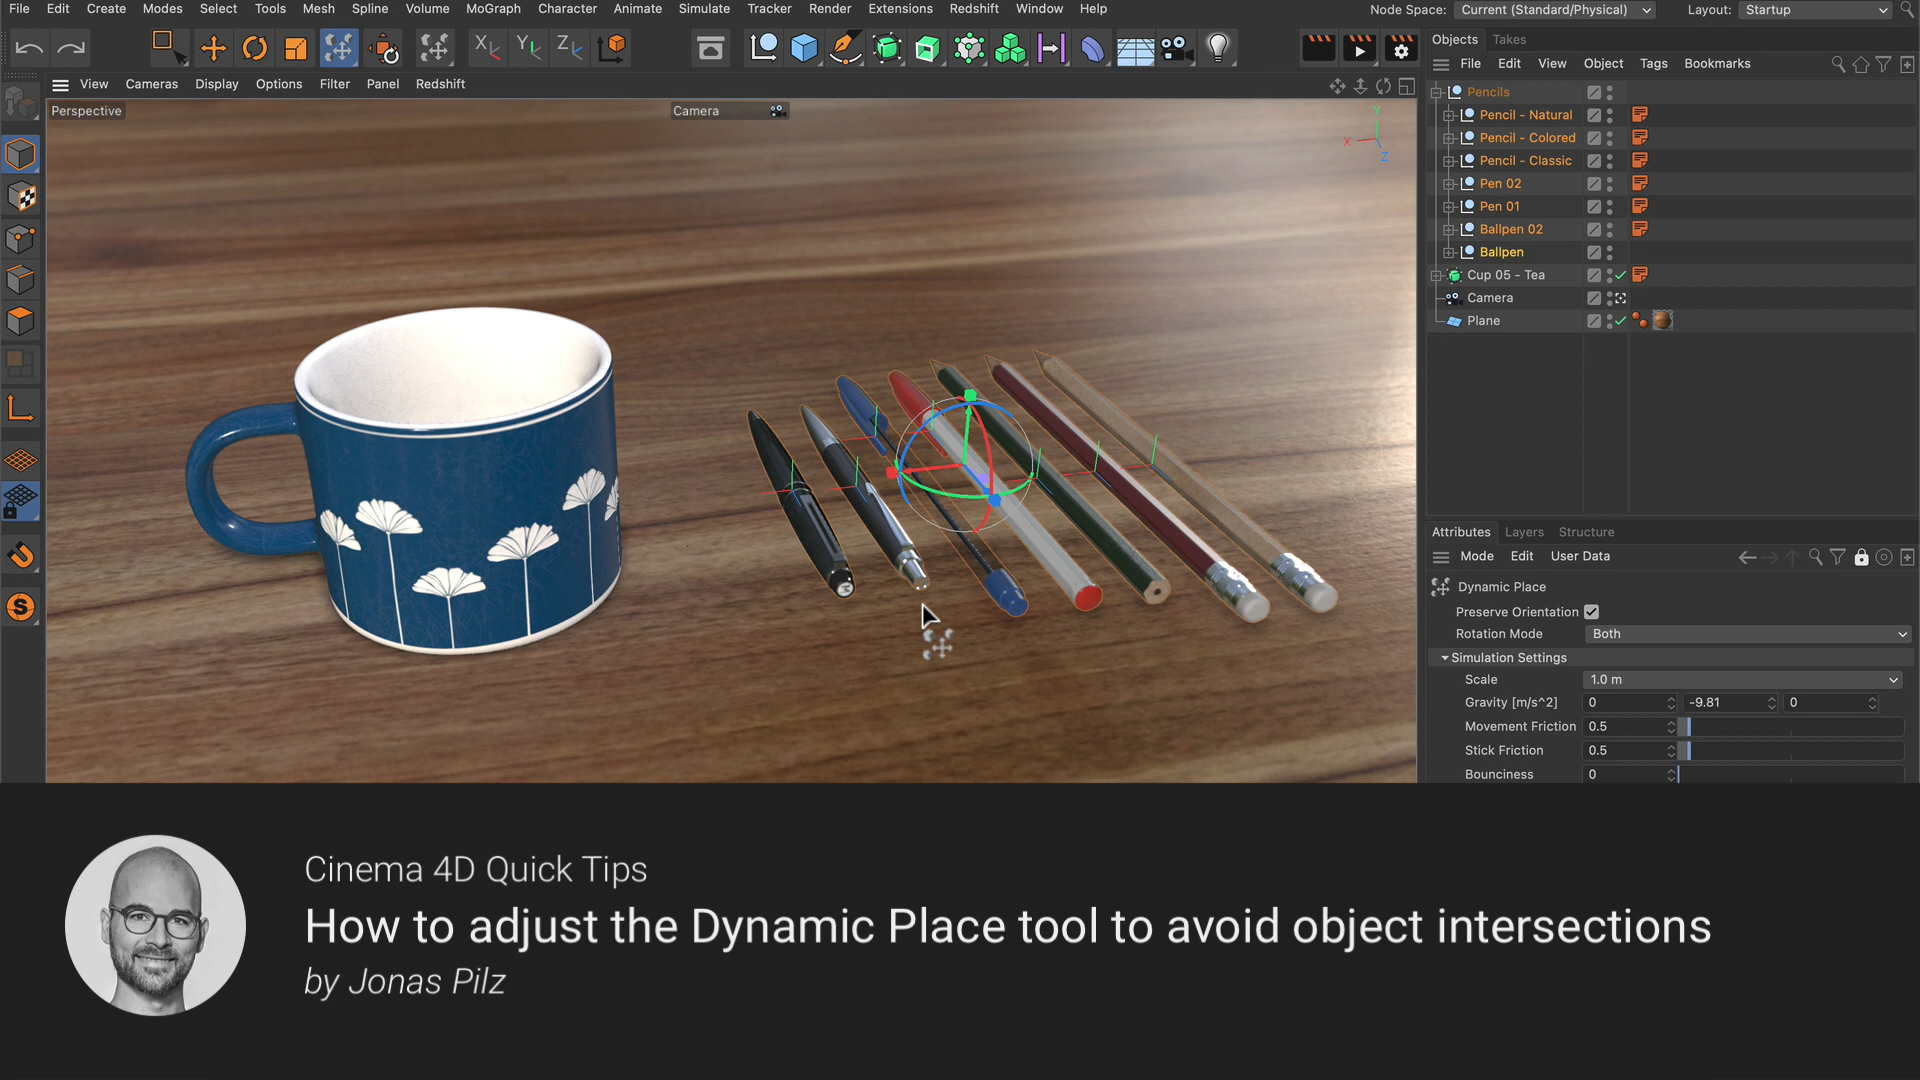 File Edit Create Modes Select Tools Mesh Spline Volume MoGraph Character Animate Simulate Tracker Render Extensions Redshift Window Help Node Space: Current (Standard/Physical) Layout: Startup
X Y Z
Objects Takes
File Edit View Object Tags Bookmarks
View Cameras Display Options Filter Panel Redshift
Perspective
Camera
Y
X
Z
Pencils
Pencil - Natural
Pencil - Colored
Pencil - Classic
Pen 02
Pen 01
Ballpen 02
Ballpen
Cup 05 - Tea
Camera
Plane
Attributes Layers Structure
Mode Edit User Data
Dynamic Place
Preserve Orientation
Rotation Mode Both
Simulation Settings
Scale 1.0 m
Gravity [m/s^2] 0 -9.81 0
Movement Friction 0.5
Stick Friction 0.5
Bounciness 0
Cinema 4D Quick Tips
How to adjust the Dynamic Place tool to avoid object intersections
by Jonas Pilz